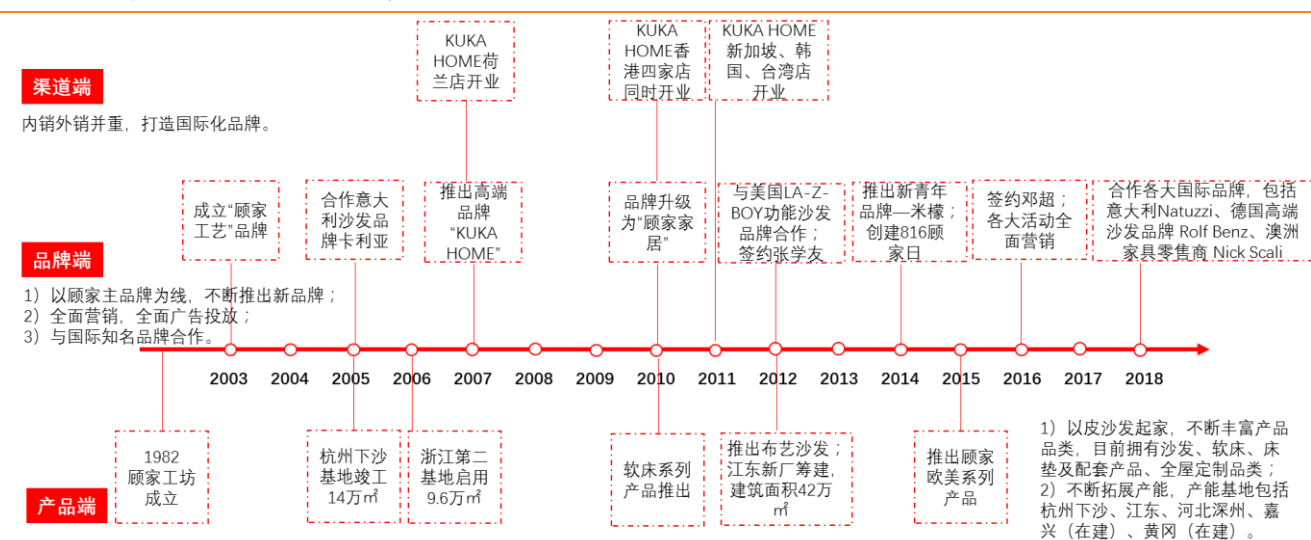 KUKA
HOME荷
兰店开业
KUKA
HOME香
港四家店
同时开业
KUKA HOME
新加坡、韩
国、台湾店
开业
渠道端
内销外销并重，打造国际化品牌。
成立“顾家
工艺”品牌
合作意大
利沙发品
牌卡利亚
推出高端
品牌
“KUKA
HOME”
品牌升级
为“顾家家
居”
与美国LA-Z-
BOY功能沙发
品牌合作；
签约张学友
推出新青年
品牌—米檬；
创建816顾
家日
签约邓超；
各大活动全
面营销
合作各大国际品牌，包括
意大利Natuzzi、德国高端
沙发品牌 Rolf Benz、澳洲
家具零售商 Nick Scali
品牌端
1）以顾家主品牌为线，不断推出新品牌；
2）全面营销，全面广告投放；
3）与国际知名品牌合作。
2003 2004 2005 2006 2007 2008 2009 2010 2011 2012 2013 2014 2015 2016 2017 2018
1982
顾家工坊
成立
杭州下沙
基地竣工
14万㎡
浙江第二
基地启用
9.6万㎡
软床系列
产品推出
推出布艺沙发；
江东新厂筹建，
建筑面积42万
㎡
推出顾家
欧美系列
产品
1）以皮沙发起家，不断丰富产品
品类，目前拥有沙发、软床、床
垫及配套产品、全屋定制品类；
2）不断拓展产能，产能基地包括
杭州下沙、江东、河北深州、嘉
兴（在建）、黄冈（在建）。
产品端